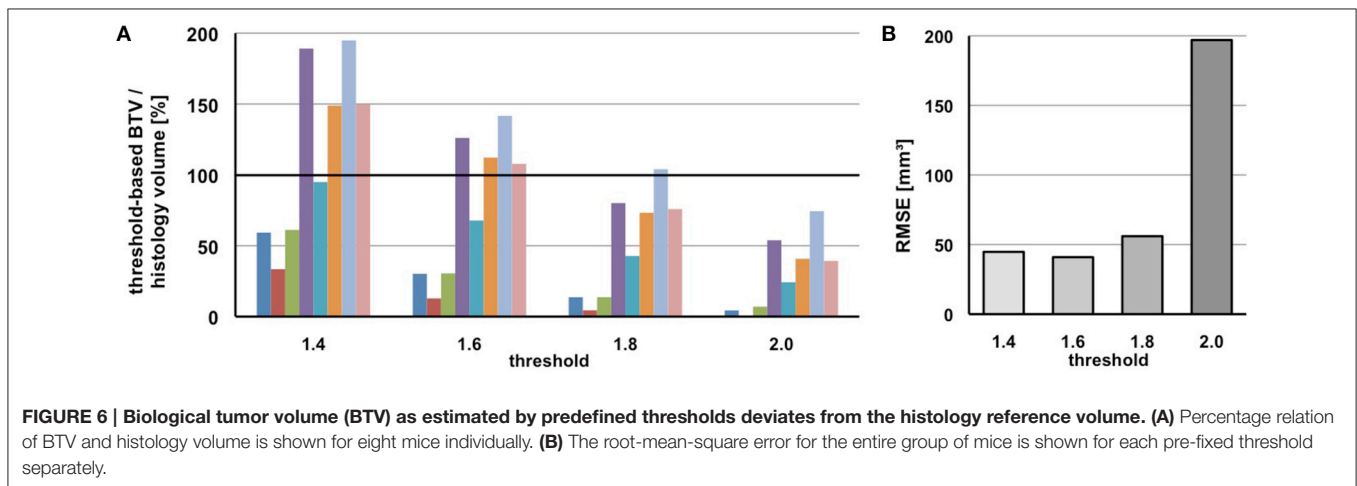 A
threshold-based BTV /
histology volume [%]
200
150
100
50
0
1.4 1.6 1.8 2.0
threshold
B
RMSE [mm³]
200
150
100
50
0
1.4 1.6 1.8 2.0
threshold
FIGURE 6 | Biological tumor volume (BTV) as estimated by predefined thresholds deviates from the histology reference volume. (A) Percentage relation
of BTV and histology volume is shown for eight mice individually. (B) The root-mean-square error for the entire group of mice is shown for each pre-fixed threshold
separately.